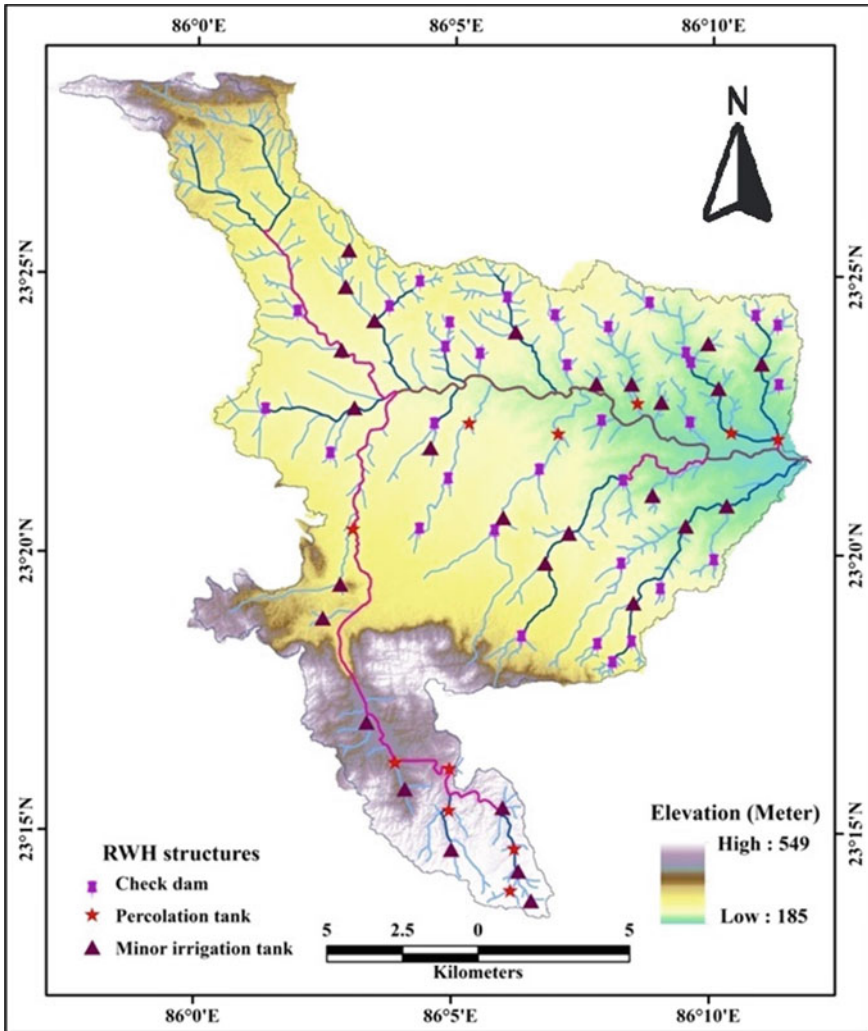 86°0'E 86°5'E 86°10'E
N
23°25'N 23°25'N
23°20'N 23°20'N
23°15'N 23°15'N
Elevation (Meter)
High : 549
Low : 185
RWH structures
Check dam
Percolation tank
Minor irrigation tank
5 2.5 0 5
Kilometers
86°0'E 86°5'E 86°10'E